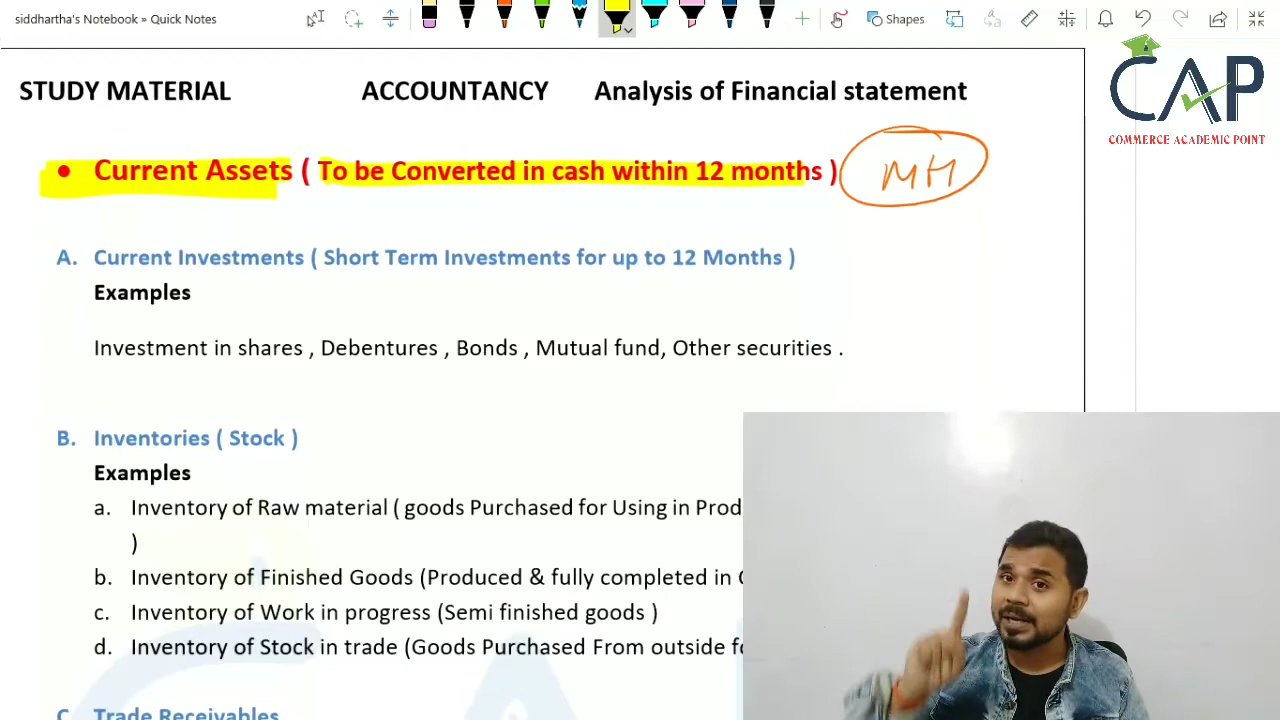 siddhartha's Notebook » Quick Notes
Shapes
STUDY MATERIAL ACCOUNTANCY Analysis of Financial statement
CAP
COMMERCE ACADEMIC POINT
• Current Assets ( To be Converted in cash within 12 months ) MH
A. Current Investments ( Short Term Investments for up to 12 Months )
Examples
Investment in shares , Debentures , Bonds , Mutual fund, Other securities .
B. Inventories ( Stock )
Examples
a. Inventory of Raw material ( goods Purchased for Using in Prod
)
b. Inventory of Finished Goods (Produced & fully completed in
c. Inventory of Work in progress (Semi finished goods )
d. Inventory of Stock in trade (Goods Purchased From outside
C. Trade Receivables